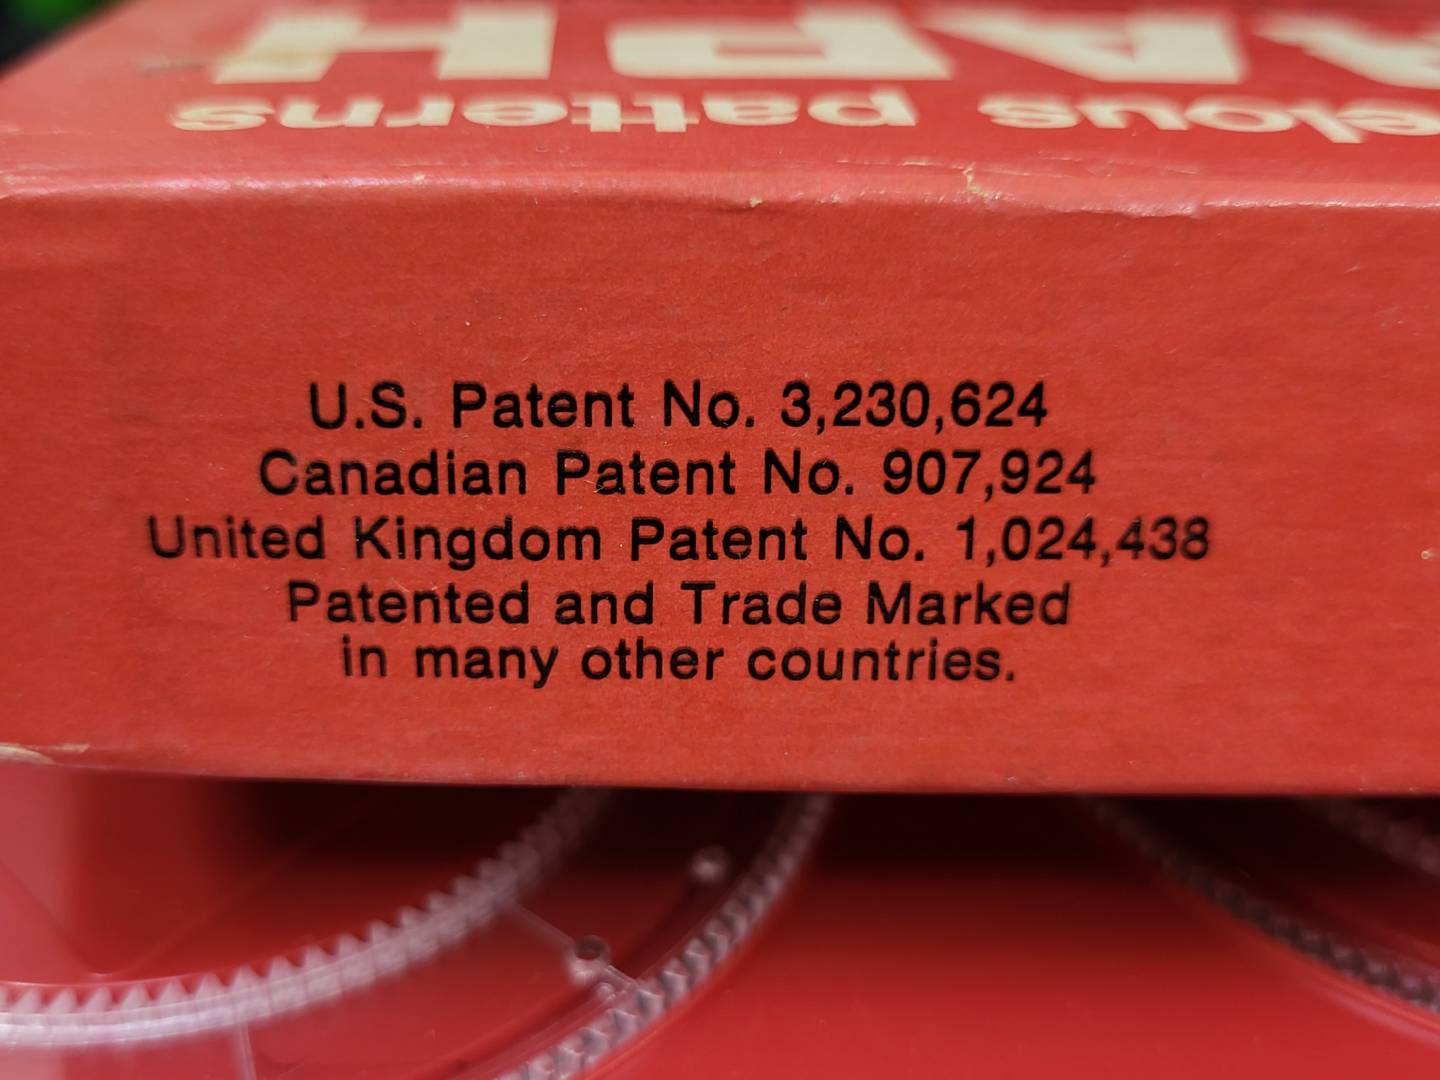 elous patterns
U.S. Patent No. 3,230,624
Canadian Patent No. 907,924
United Kingdom Patent No. 1,024,438
Patented and Trade Marked
in many other countries.